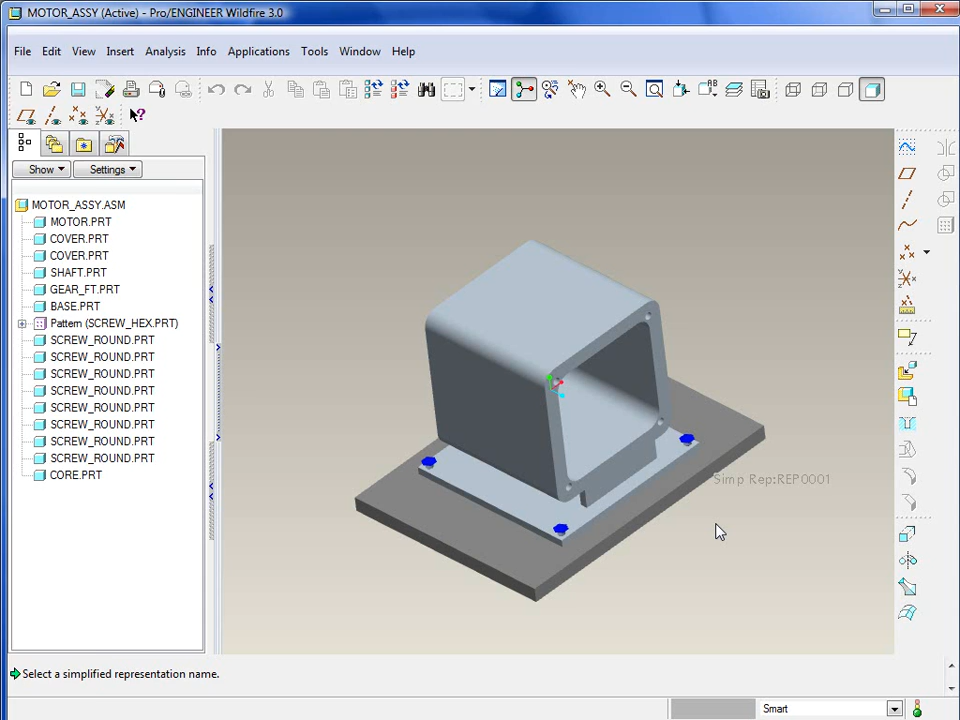 MOTOR_ASSY (Active) - Pro/ENGINEER Wildfire 3.0
File Edit View Insert Analysis Info Applications Tools Window Help
Show Settings
MOTOR_ASSY.ASM
MOTOR.PRT
COVER.PRT
COVER.PRT
SHAFT.PRT
GEAR_FT.PRT
BASE.PRT
Pattern (SCREW_HEX.PRT)
SCREW_ROUND.PRT
SCREW_ROUND.PRT
SCREW_ROUND.PRT
SCREW_ROUND.PRT
SCREW_ROUND.PRT
SCREW_ROUND.PRT
SCREW_ROUND.PRT
SCREW_ROUND.PRT
CORE.PRT
Simp Rep:REP0001
Select a simplified representation name.
Smart